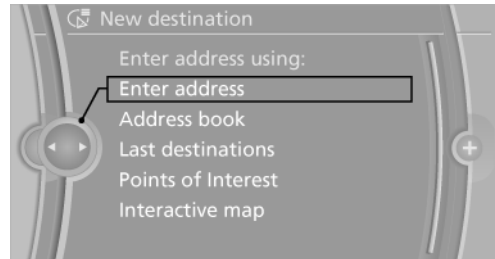 New destination
Enter address using:
Enter address
Address book
Last destinations
Points of Interest
Interactive map